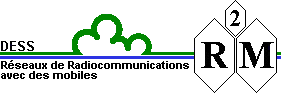 DESS
Réseaux de Radiocommunications
avec des mobiles
2
R M